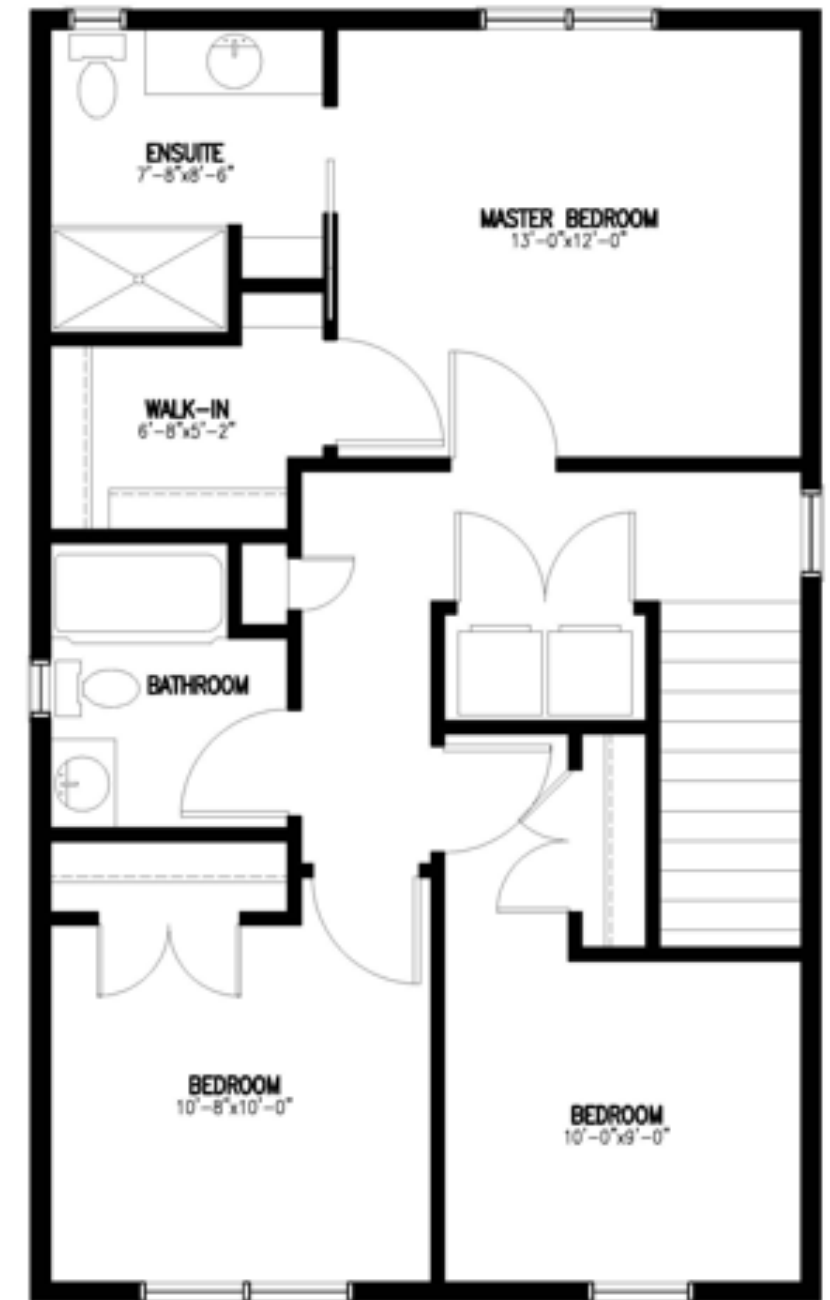 ENSUITE
7'-8"x8'-6"
MASTER BEDROOM
13'-0"x12'-0"
WALK-IN
6'-8"x5'-2"
BATHROOM
BEDROOM
10'-8"x10'-0"
BEDROOM
10'-0"x9'-0"